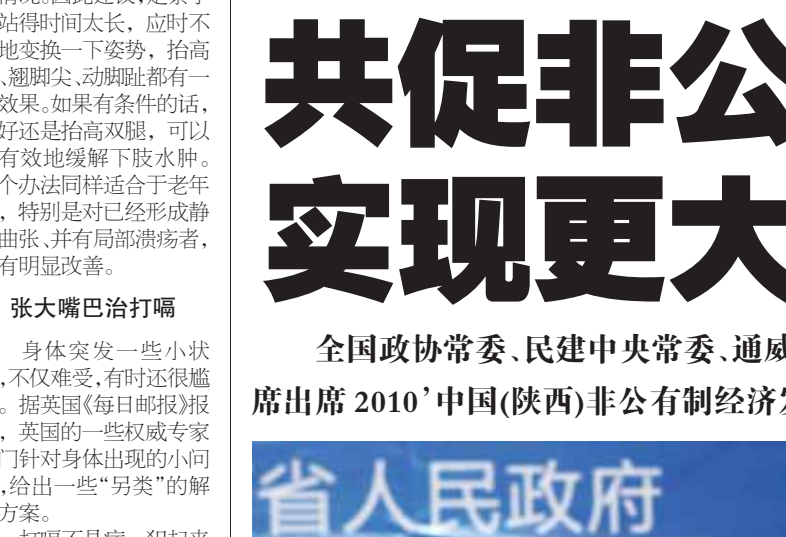 站得时间太长，应时不
地变换一下姿势，抬高
、翘脚尖、动脚趾都有一
效果。如果有条件的话，
好还是抬高双腿，可以
有效地缓解下肢水肿。
个办法同样适合于老年
，特别是对已经形成静
曲张、并有局部溃疡者，
有明显改善。
张大嘴巴治打嗝
身体突发一些小状
，不仅难受，有时还很尴
。据英国《每日邮报》报
，英国的一些权威专家
门针对身体出现的小问
，给出一些“另类”的解
方案。
共促非公
实现更大
全国政协常委、民建中央常委、通威
席出席 2010’中国(陕西)非公有制经济发
省人民政府